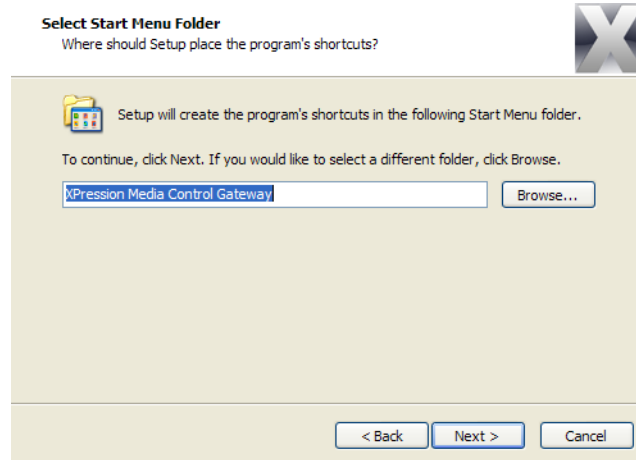 Select Start Menu Folder
Where should Setup place the program's shortcuts?
X
Setup will create the program's shortcuts in the following Start Menu folder.
To continue, click Next. If you would like to select a different folder, click Browse.
XPression Media Control Gateway
Browse...
< Back
Next >
Cancel